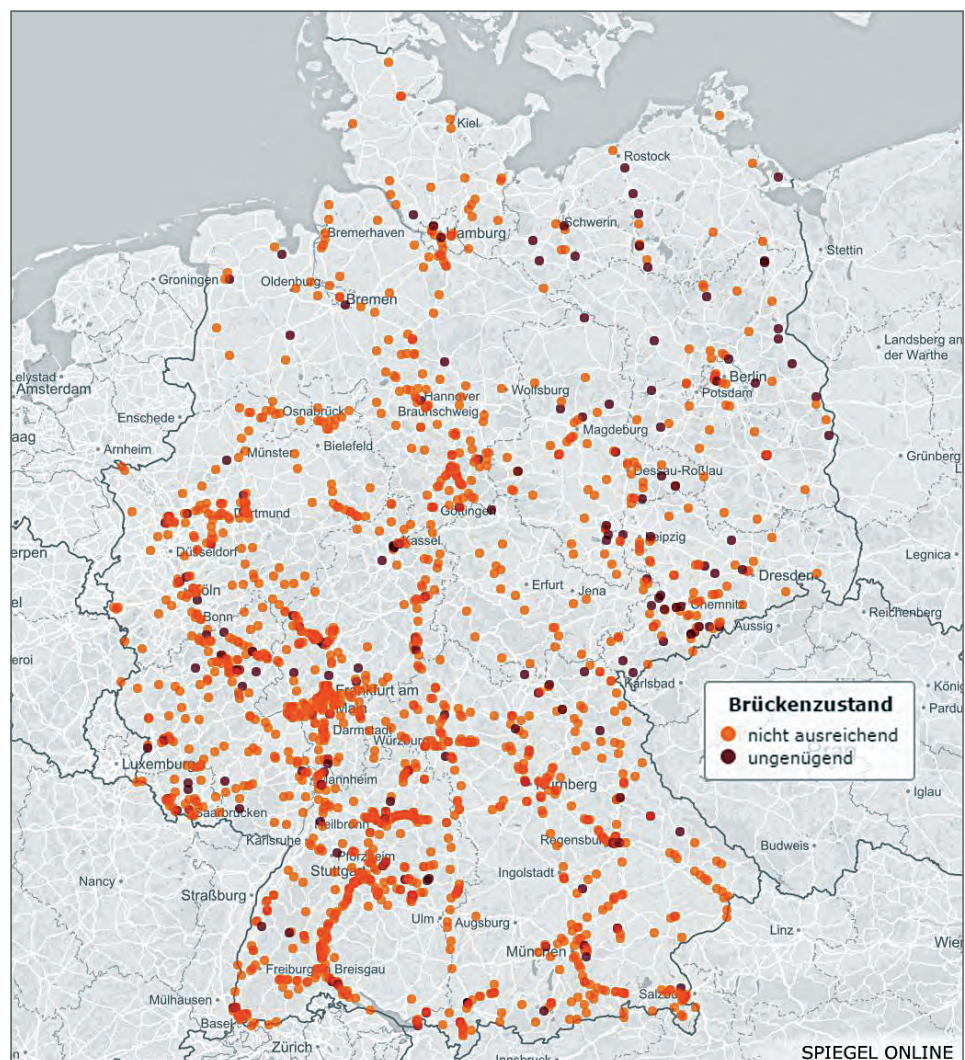 Kiel
Rostock
Schwerin
Hamburg
Bremerhaven
Stettin
Groningen
Oldenburg
Bremen
Landsberg an
der Warthe
Lelystad
Amsterdam
Berlin
Potsdam
Wolfsburg
Hannover
Braunschweig
Enschede
Osnabrück
Magdeburg
Bielefeld
Arnheim
Münster
Grünberg
Dessau-Roßlau
Dortmund
Göttingen
Leipzig
Kassel
Düsseldorf
Legnica
Dresden
Erfurt
Jena
Köln
Chemnitz
Reichenberg
Bonn
Aussig
Karlsbad
Frankfurt am
Main
Brückenzustand
nicht ausreichend
ungenügend
Darmstadt
Würzburg
Luxemburg
Prag
Mannheim
Nürnberg
Iglau
Saarbrücken
Heilbronn
Karlsruhe
Regensburg
Budweis
Pforzheim
Stuttgart
Ingolstadt
Nancy
Straßburg
Ulm
Augsburg
Linz
Wien
München
Freiburg im Breisgau
Salzburg
Mülhausen
Basel
Zürich
Innsbruck
SPIEGEL ONLINE